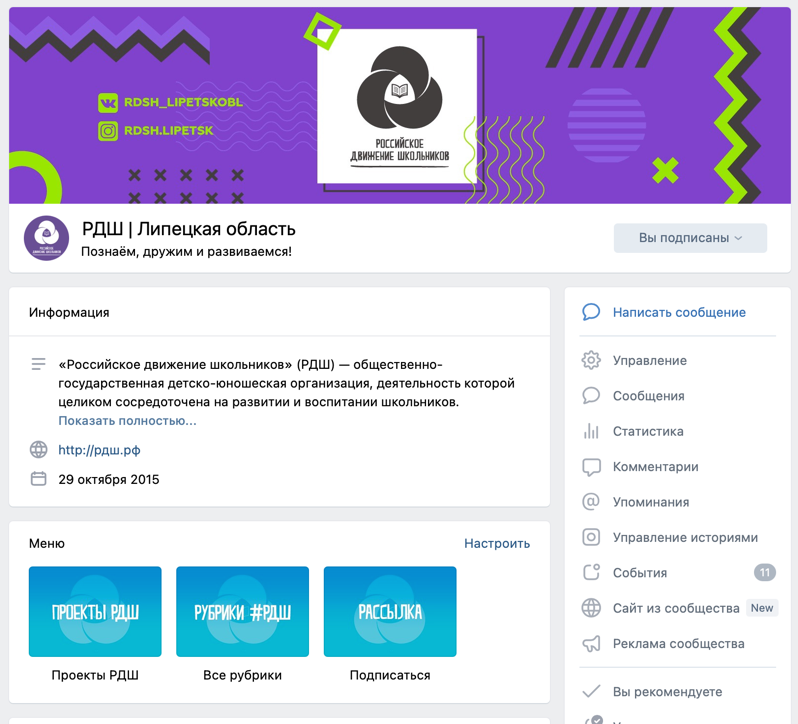 RDSH_LIPETSKOBL
RDSH.LIPETSK
РОССИЙСКОЕ
ДВИЖЕНИЕ ШКОЛЬНИКОВ
РДШ | Липецкая область
Познаём, дружим и развиваемся!
Вы подписаны
Информация
«Российское движение школьников» (РДШ) — общественно-
государственная детско-юношеская организация, деятельность которой
целиком сосредоточена на развитии и воспитании школьников.
Показать полностью...
http://рдш.рф
29 октября 2015
Меню
Настроить
ПРОЕКТЫ РДШ
РУБРИКИ #РДШ
РАССЫЛКА
Проекты РДШ
Все рубрики
Подписаться
Написать сообщение
Управление
Сообщения
Статистика
Комментарии
Упоминания
Управление историями
События 11
Сайт из сообщества New
Реклама сообщества
Вы рекомендуете